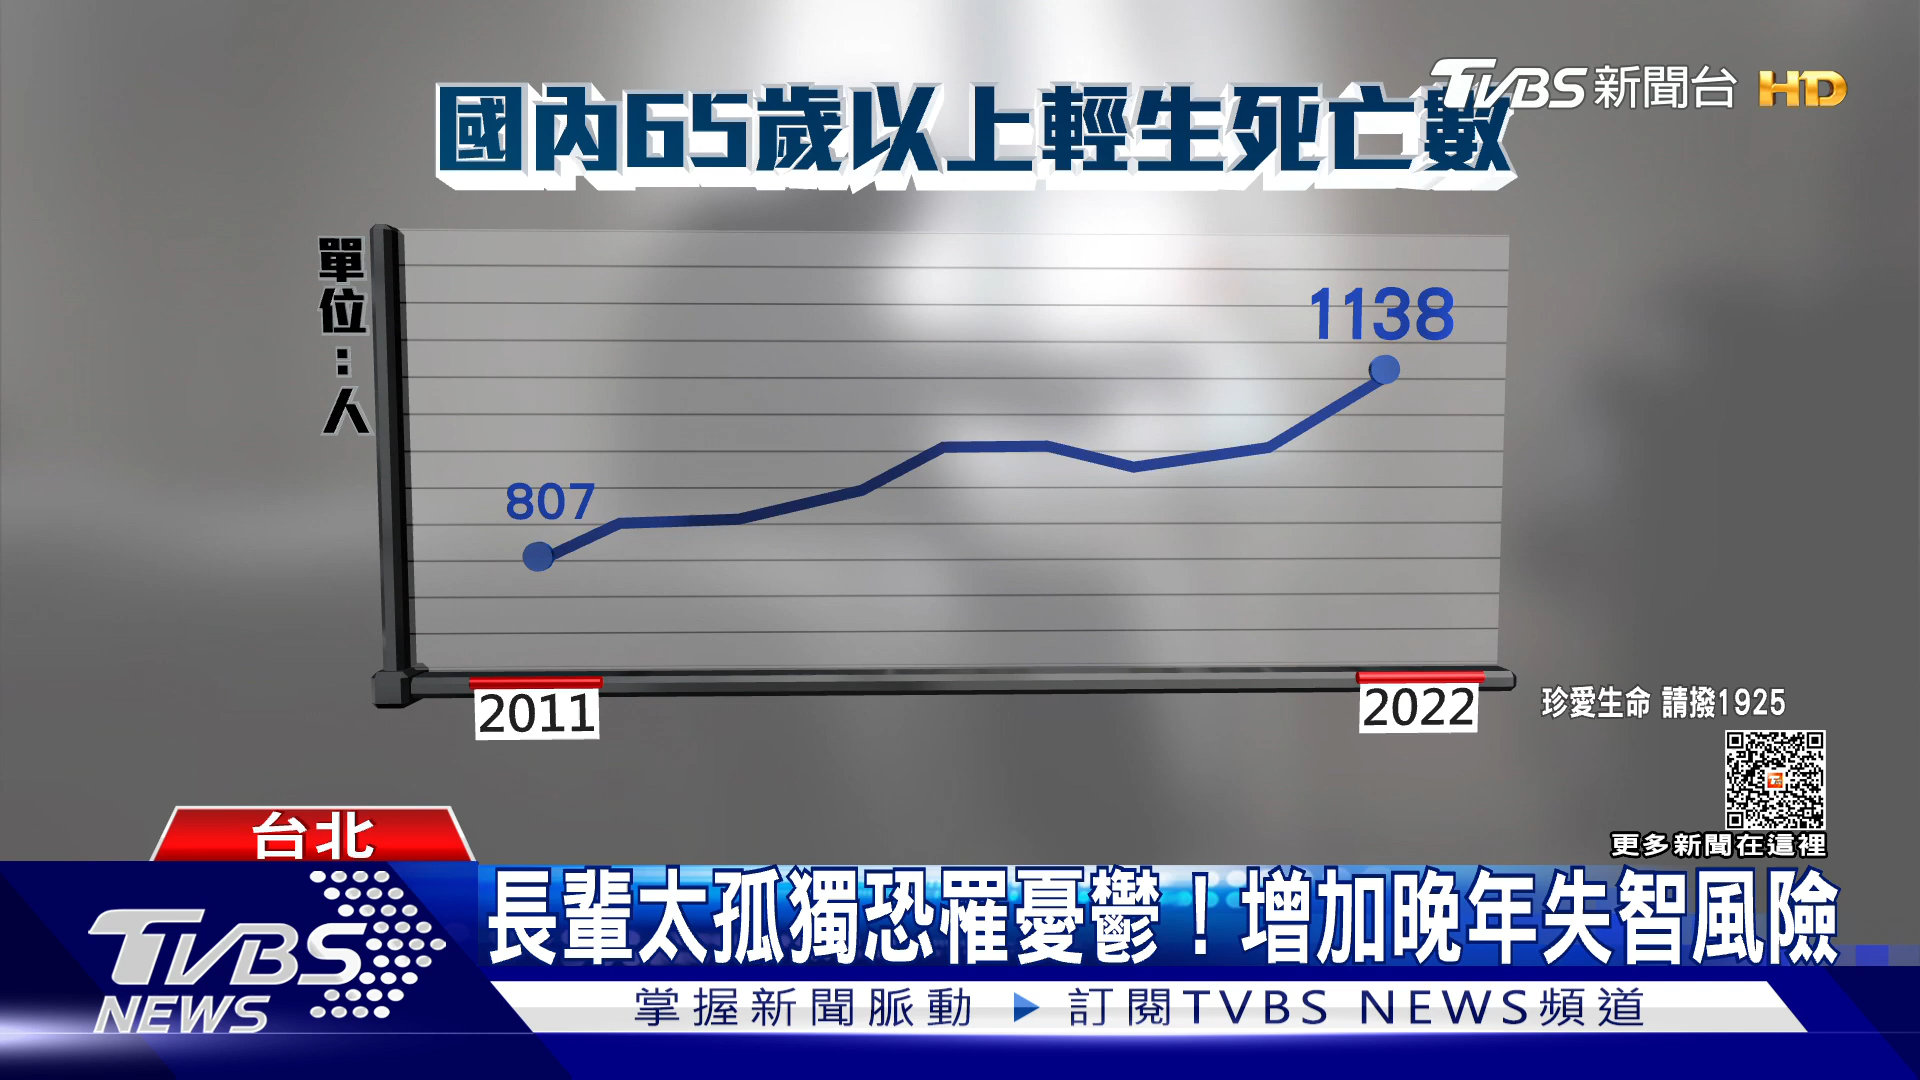 國內65歲以上輕生死亡數
TVBS新聞台 HD
單位:人
1138
807
2011
2022
珍愛生命 請撥1925
更多新聞在這裡
台北
長輩太孤獨恐罹憂鬱!增加晚年失智風險
TVBS
NEWS
掌握新聞脈動 ▶ 訂閱TVBS NEWS頻道